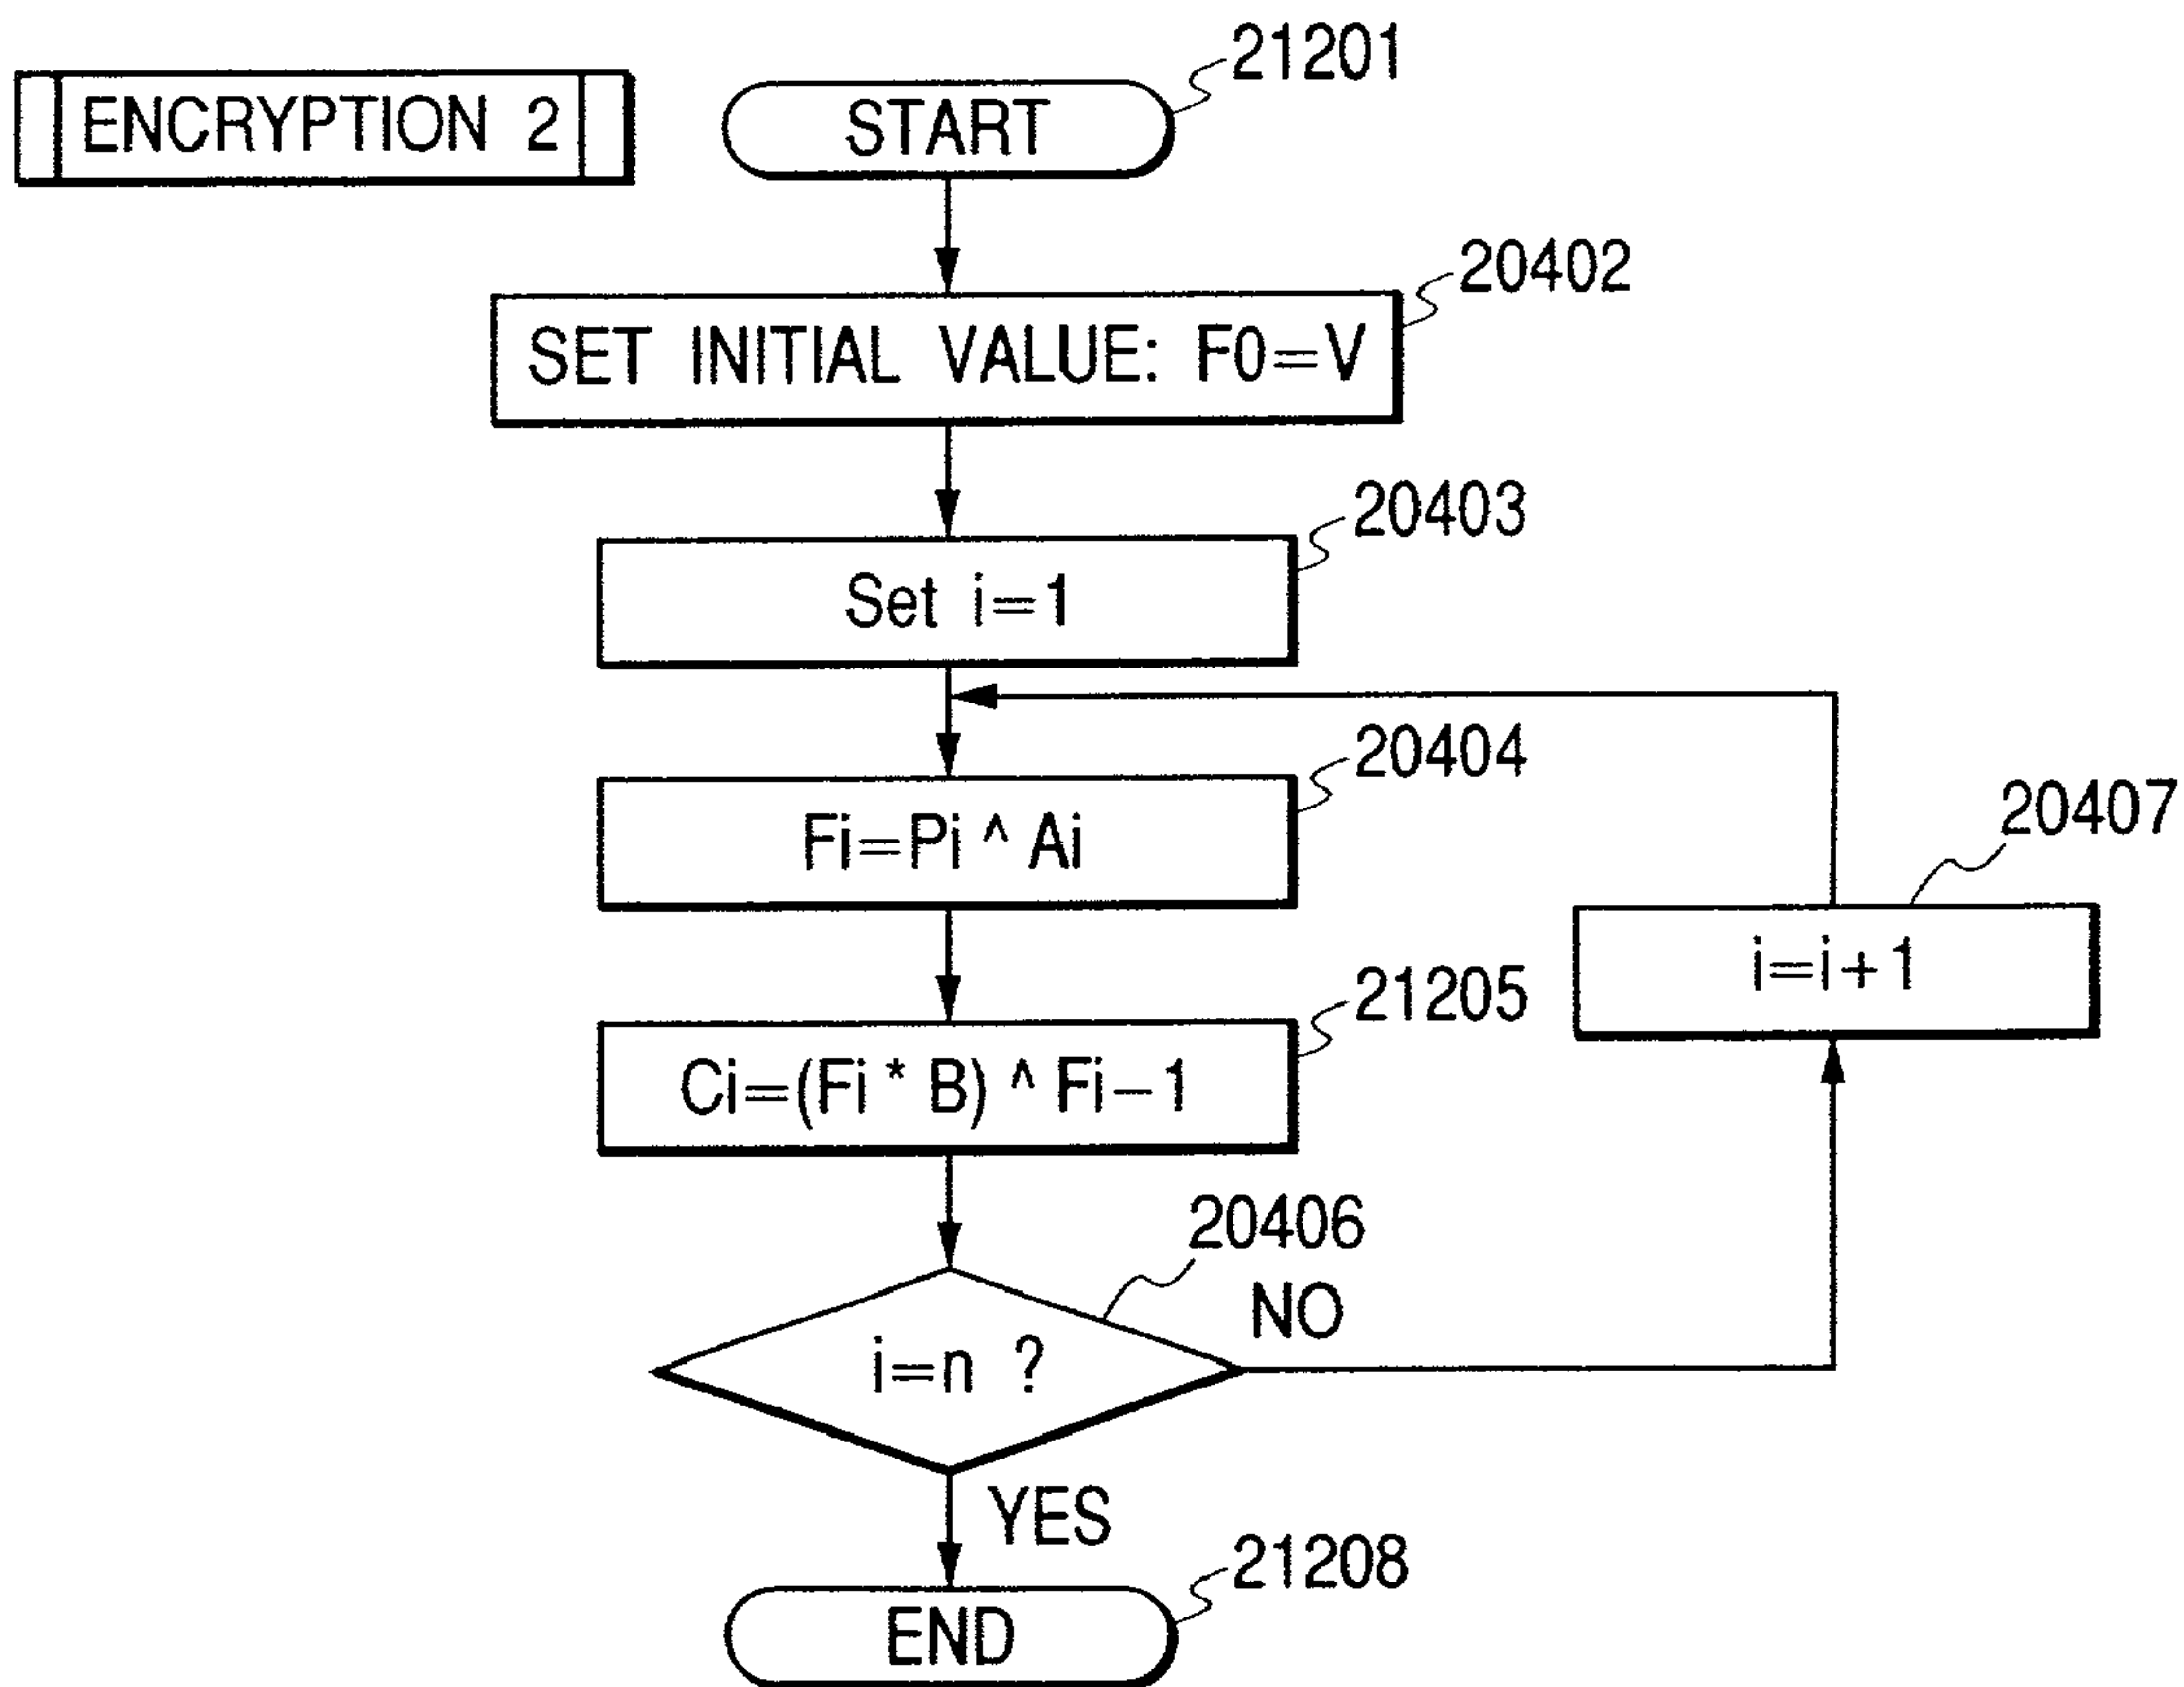 ENCRYPTION 2
START
21201
SET INITIAL VALUE: F0=V
20402
Set i=1
20403
Fi=Pi ^ Ai
20404
i=i+1
20407
Ci=(Fi * B) ^ Fi-1
21205
i=n ?
20406
NO
YES
END
21208